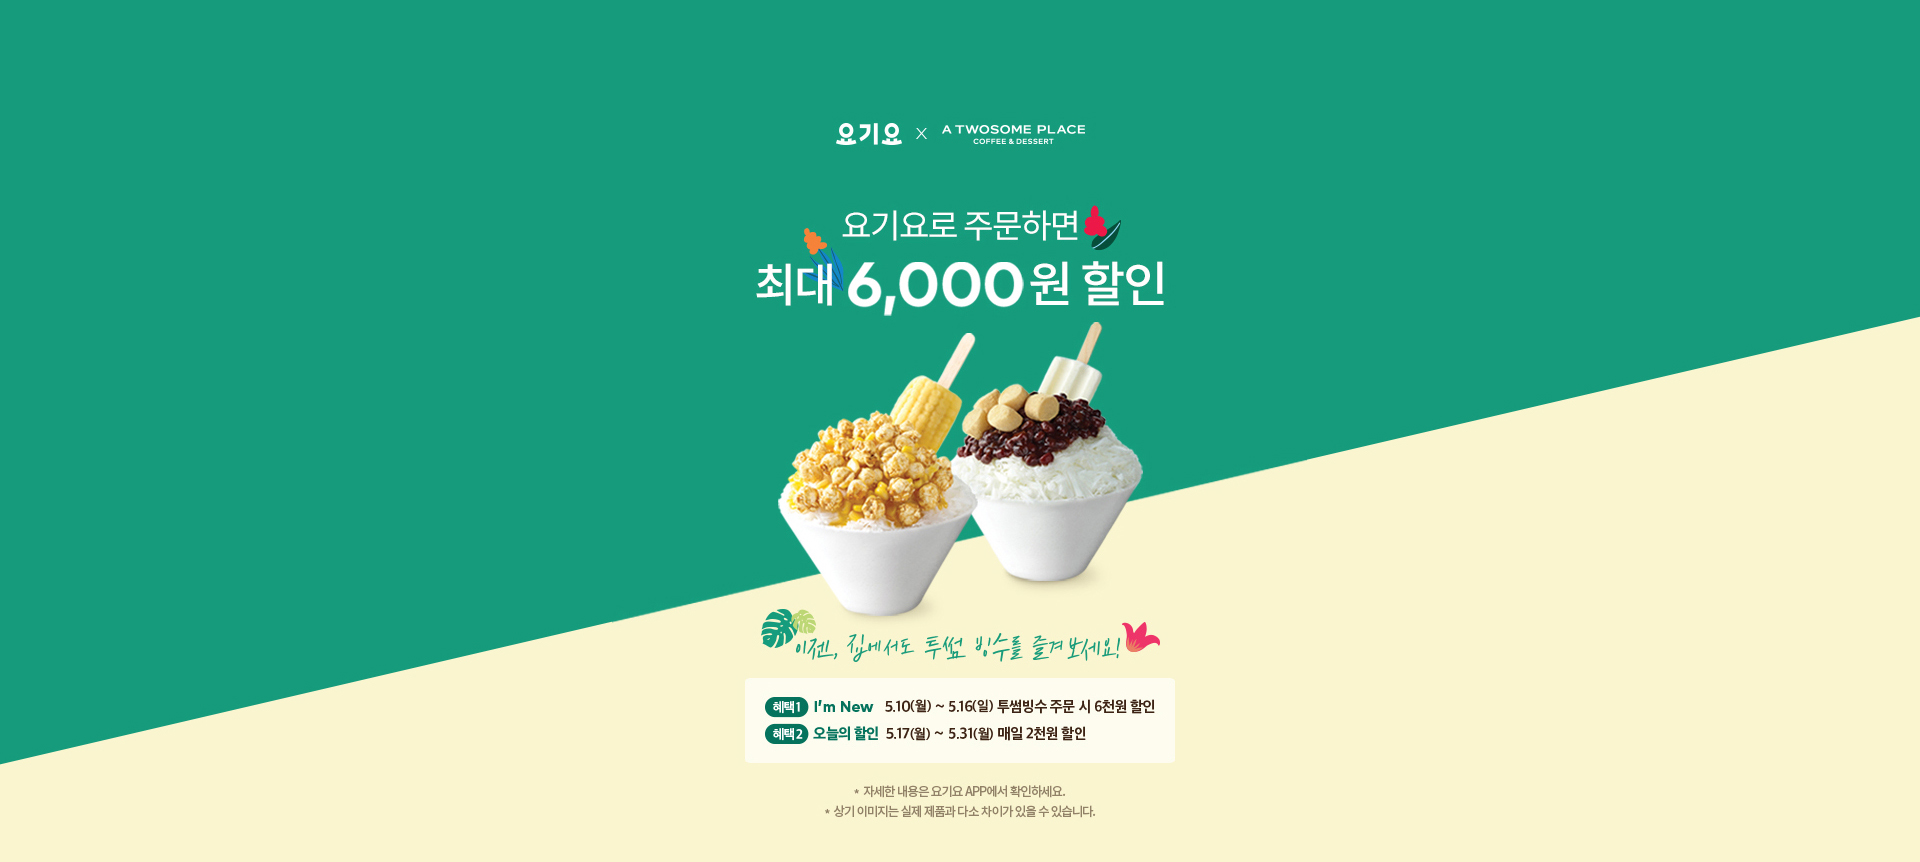 요기요 X A TWOSOME PLACE
COFFEE & DESSERT
요기요로 주문하면
최대 6,000원 할인
이젠, 집에서도 투썸 빙수를 즐겨보세요!
혜택1 I'm New 5.10(월) ~ 5.16(일) 투썸빙수 주문 시 6천원 할인
혜택2 오늘의 할인 5.17(월) ~ 5.31(월) 매일 2천원 할인
* 자세한 내용은 요기요 APP에서 확인하세요.
* 상기 이미지는 실제 제품과 다소 차이가 있을 수 있습니다.